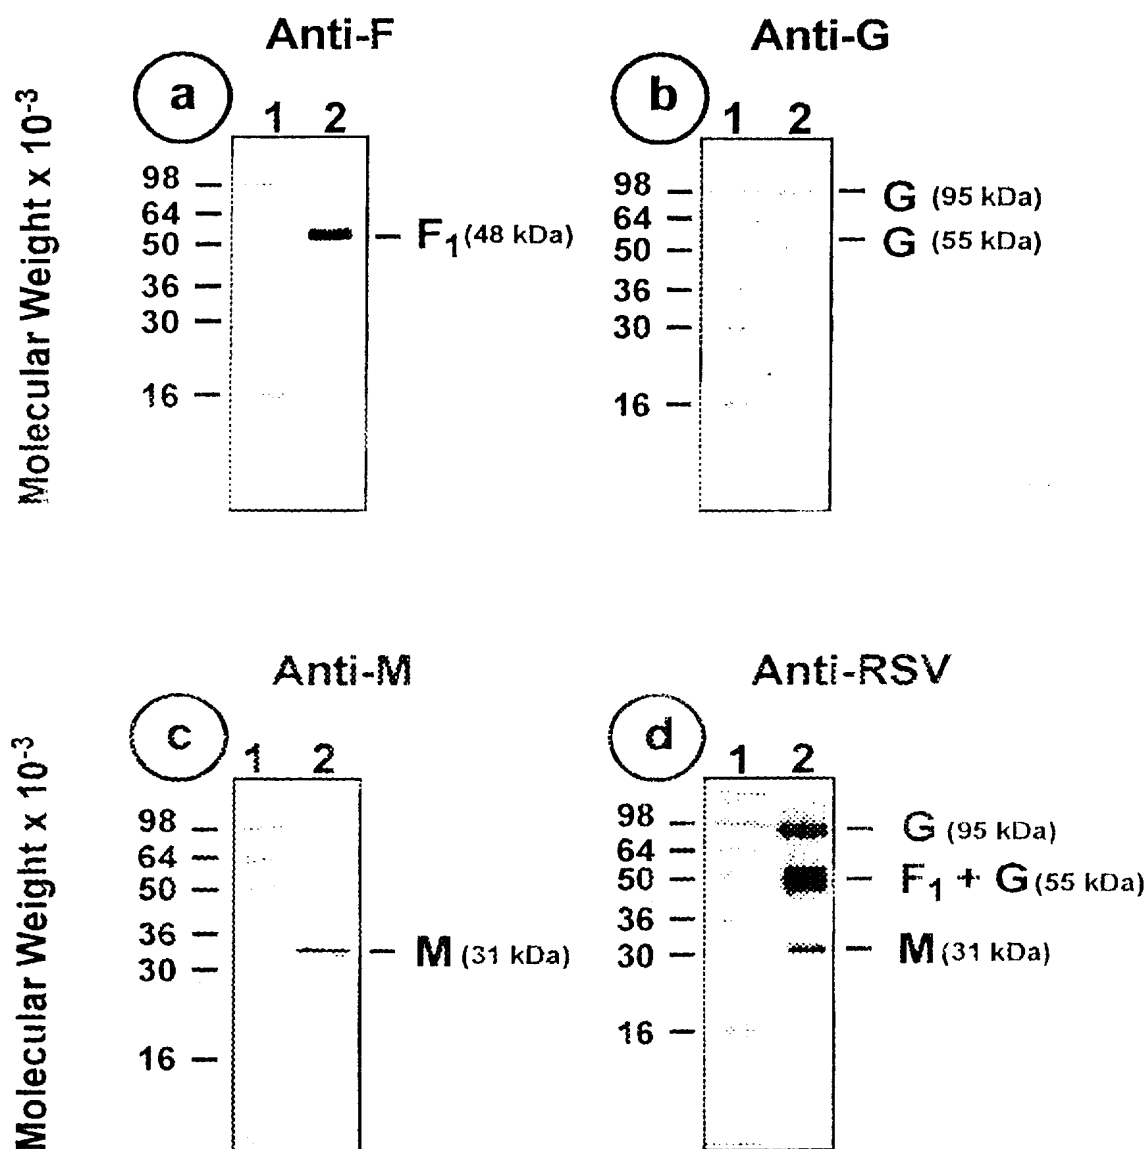 Anti-F
a
1 2
Molecular Weight x 10-3
98
64
50
36
30
16
F1 (48 kDa)
Anti-G
b
1 2
98
64
50
36
30
16
G (95 kDa)
G (55 kDa)
Anti-M
c
1 2
Molecular Weight x 10-3
98
64
50
36
30
16
M (31 kDa)
Anti-RSV
d
1 2
98
64
50
36
30
16
G (95 kDa)
F1 + G (55 kDa)
M (31 kDa)